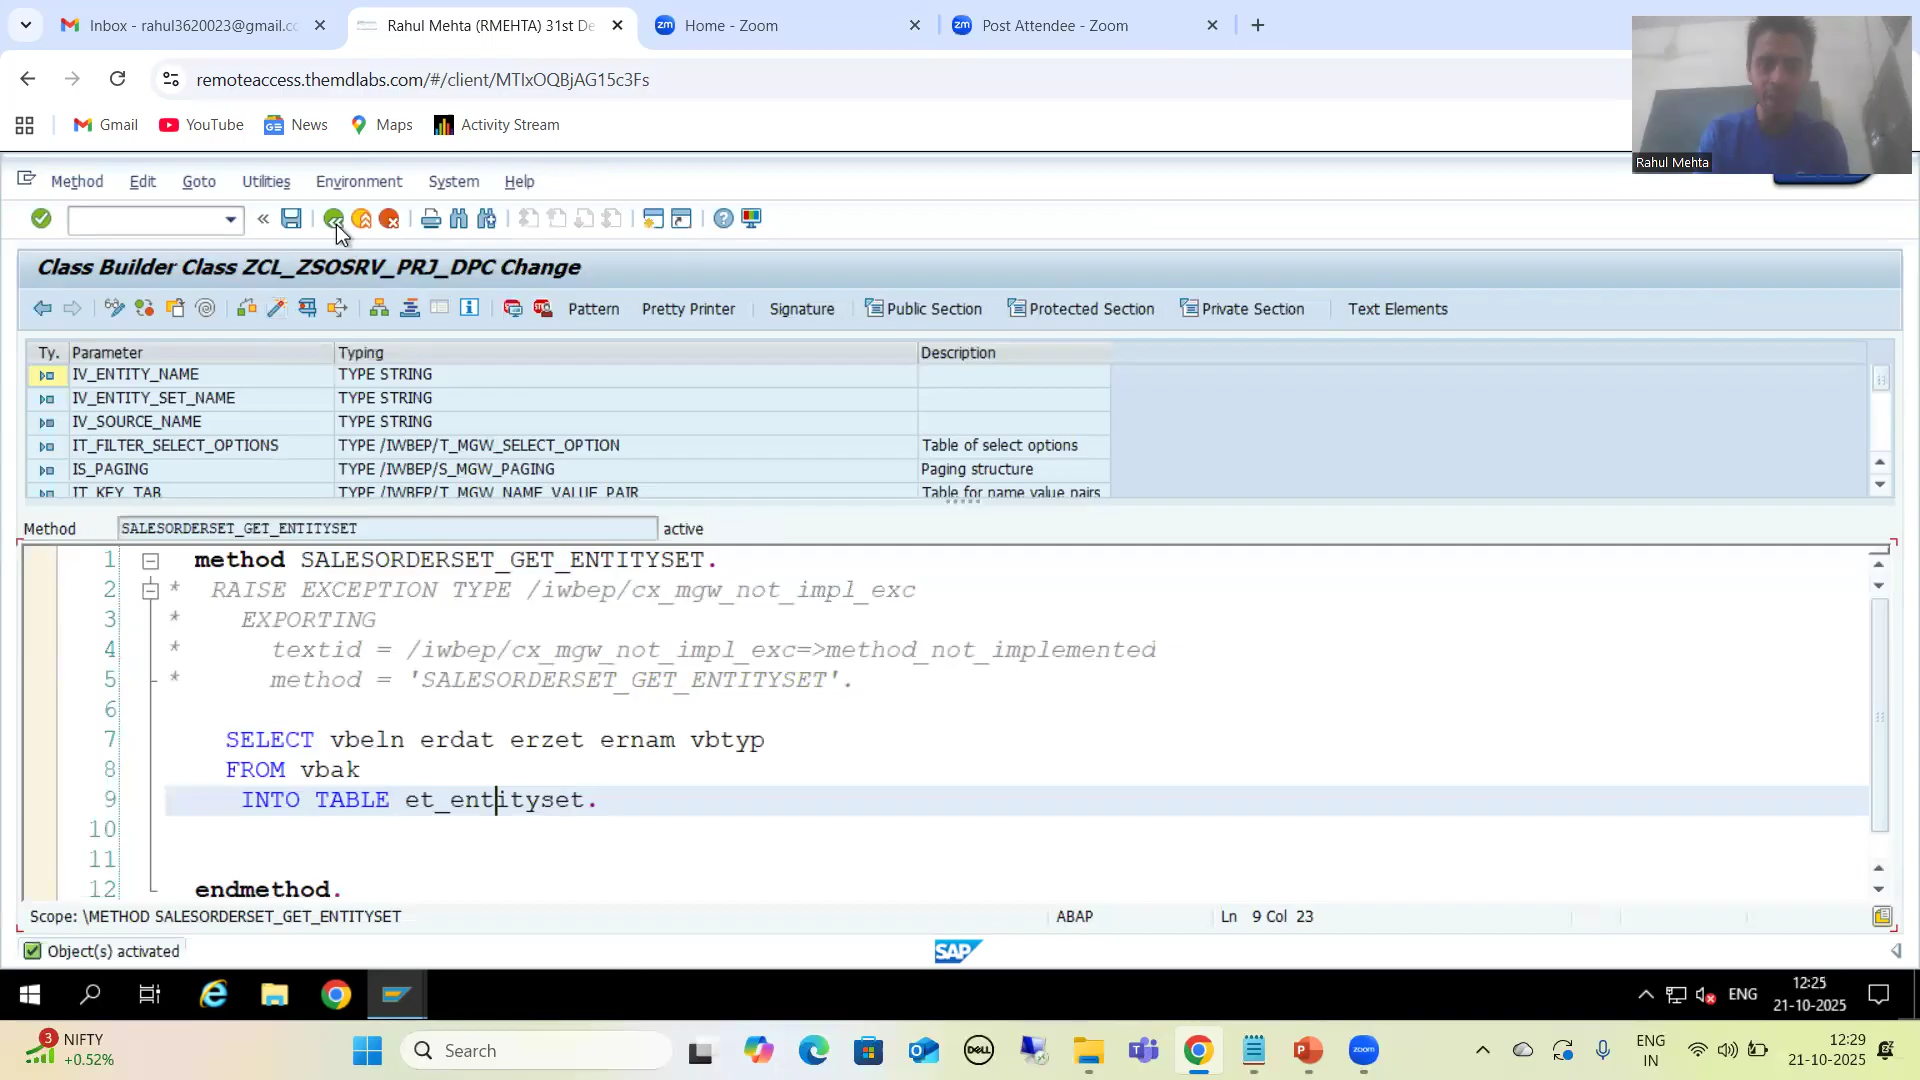 Inbox - rahul3620023@gmail.cc
Rahul Mehta (RMEHTA) 31st De
Home - Zoom
Post Attendee - Zoom
remoteaccess.themdlabs.com/#/client/MTIxOQBjAG15c3Fs
Gmail YouTube News Maps Activity Stream
Rahul Mehta
Method Edit Goto Utilities Environment System Help
Class Builder Class ZCL_ZSOSRV_PRJ_DPC Change
Pattern Pretty Printer Signature Public Section Protected Section Private Section Text Elements
Ty. Parameter Typing Description
IV_ENTITY_NAME TYPE STRING
IV_ENTITY_SET_NAME TYPE STRING
IV_SOURCE_NAME TYPE STRING
IT_FILTER_SELECT_OPTIONS TYPE /IWBEP/T_MGW_SELECT_OPTION Table of select options
IS_PAGING TYPE /IWBEP/S_MGW_PAGING Paging structure
IT_KEY_TAB TYPE /IWBEP/T_MGW_NAME_VALUE_PAIR Table for name value pairs
Method SALESORDERSET_GET_ENTITYSET active
1 method SALESORDERSET_GET_ENTITYSET.
2 * RAISE EXCEPTION TYPE /iwbep/cx_mgw_not_impl_exc
3 * EXPORTING
4 * textid = /iwbep/cx_mgw_not_impl_exc=>method_not_implemented
5 * method = 'SALESORDERSET_GET_ENTITYSET'.
6
7 SELECT vbeln erdat erzet ernam vbtyp
8 FROM vbak
9 INTO TABLE et_entityset.
10
11
12 endmethod.
Scope: \METHOD SALESORDERSET_GET_ENTITYSET ABAP Ln 9 Col 23
Object(s) activated
SAP
ENG
12:25
21-10-2025
3
NIFTY
+0.52%
Search
DELL
zoom
ENG
IN
12:29
21-10-2025